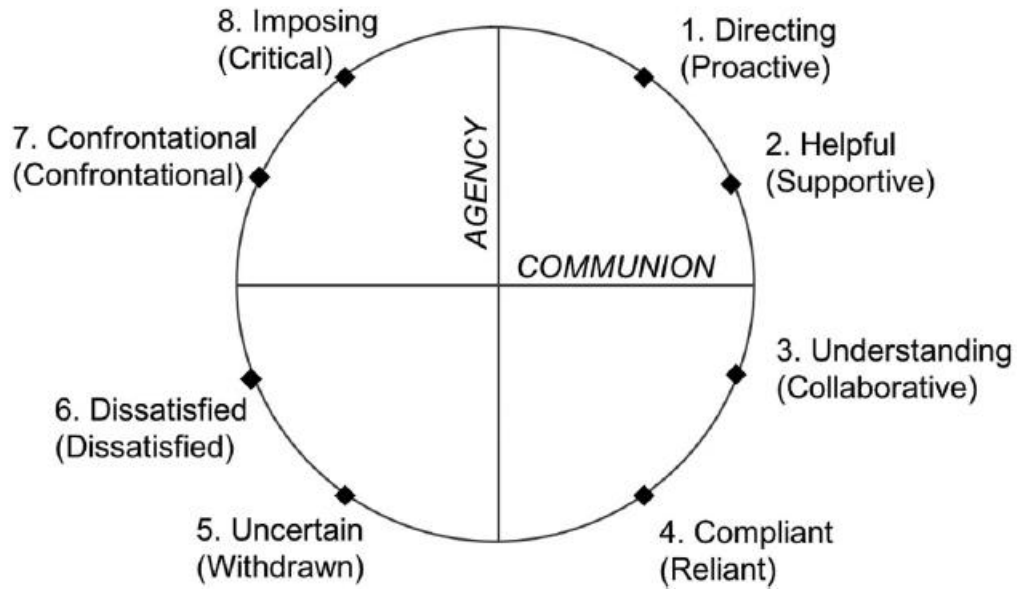 8. Imposing
(Critical)
1. Directing
(Proactive)
7. Confrontational
(Confrontational)
AGENCY
2. Helpful
(Supportive)
COMMUNION
3. Understanding
(Collaborative)
6. Dissatisfied
(Dissatisfied)
5. Uncertain
(Withdrawn)
4. Compliant
(Reliant)